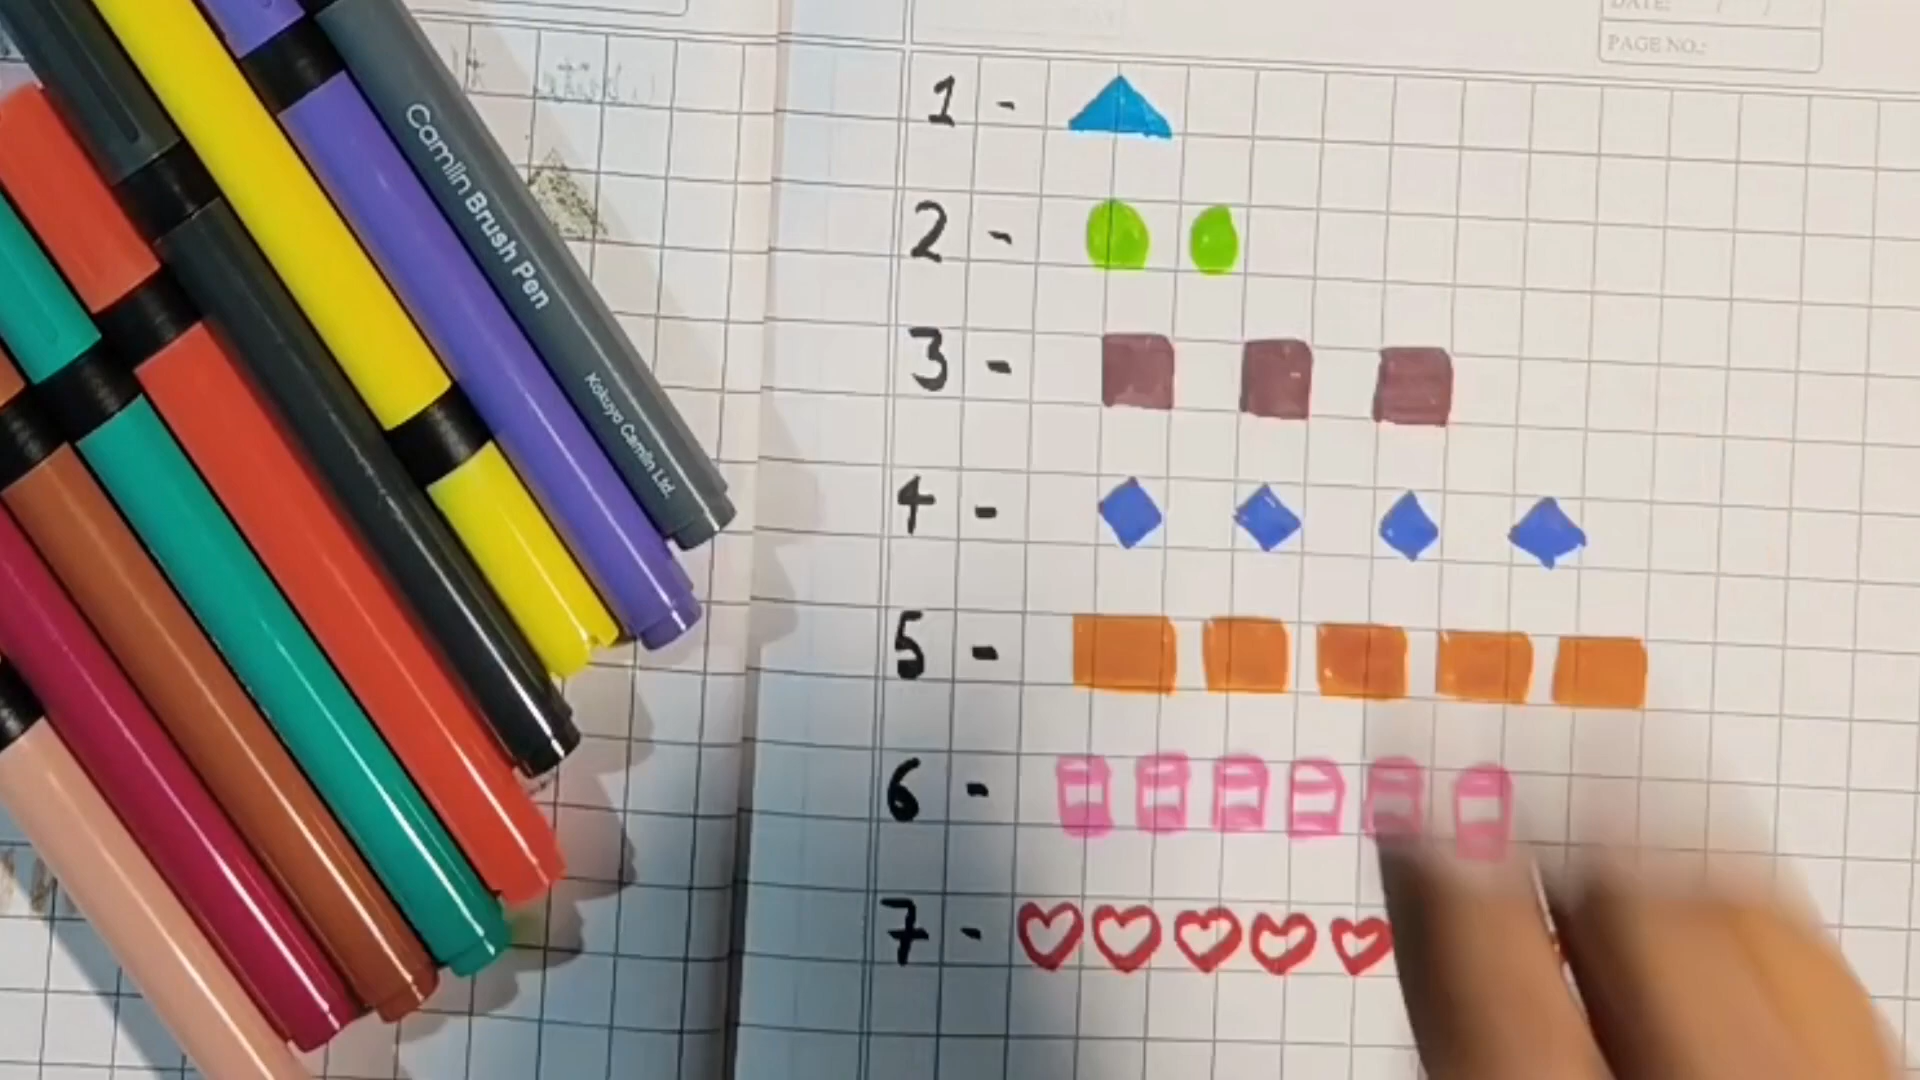 DATE:
PAGE NO.:
Camlin Brush Pen
Kokuyo Camlin Ltd.
1 -
2 -
3 -
4 -
5 -
6 -
7 -